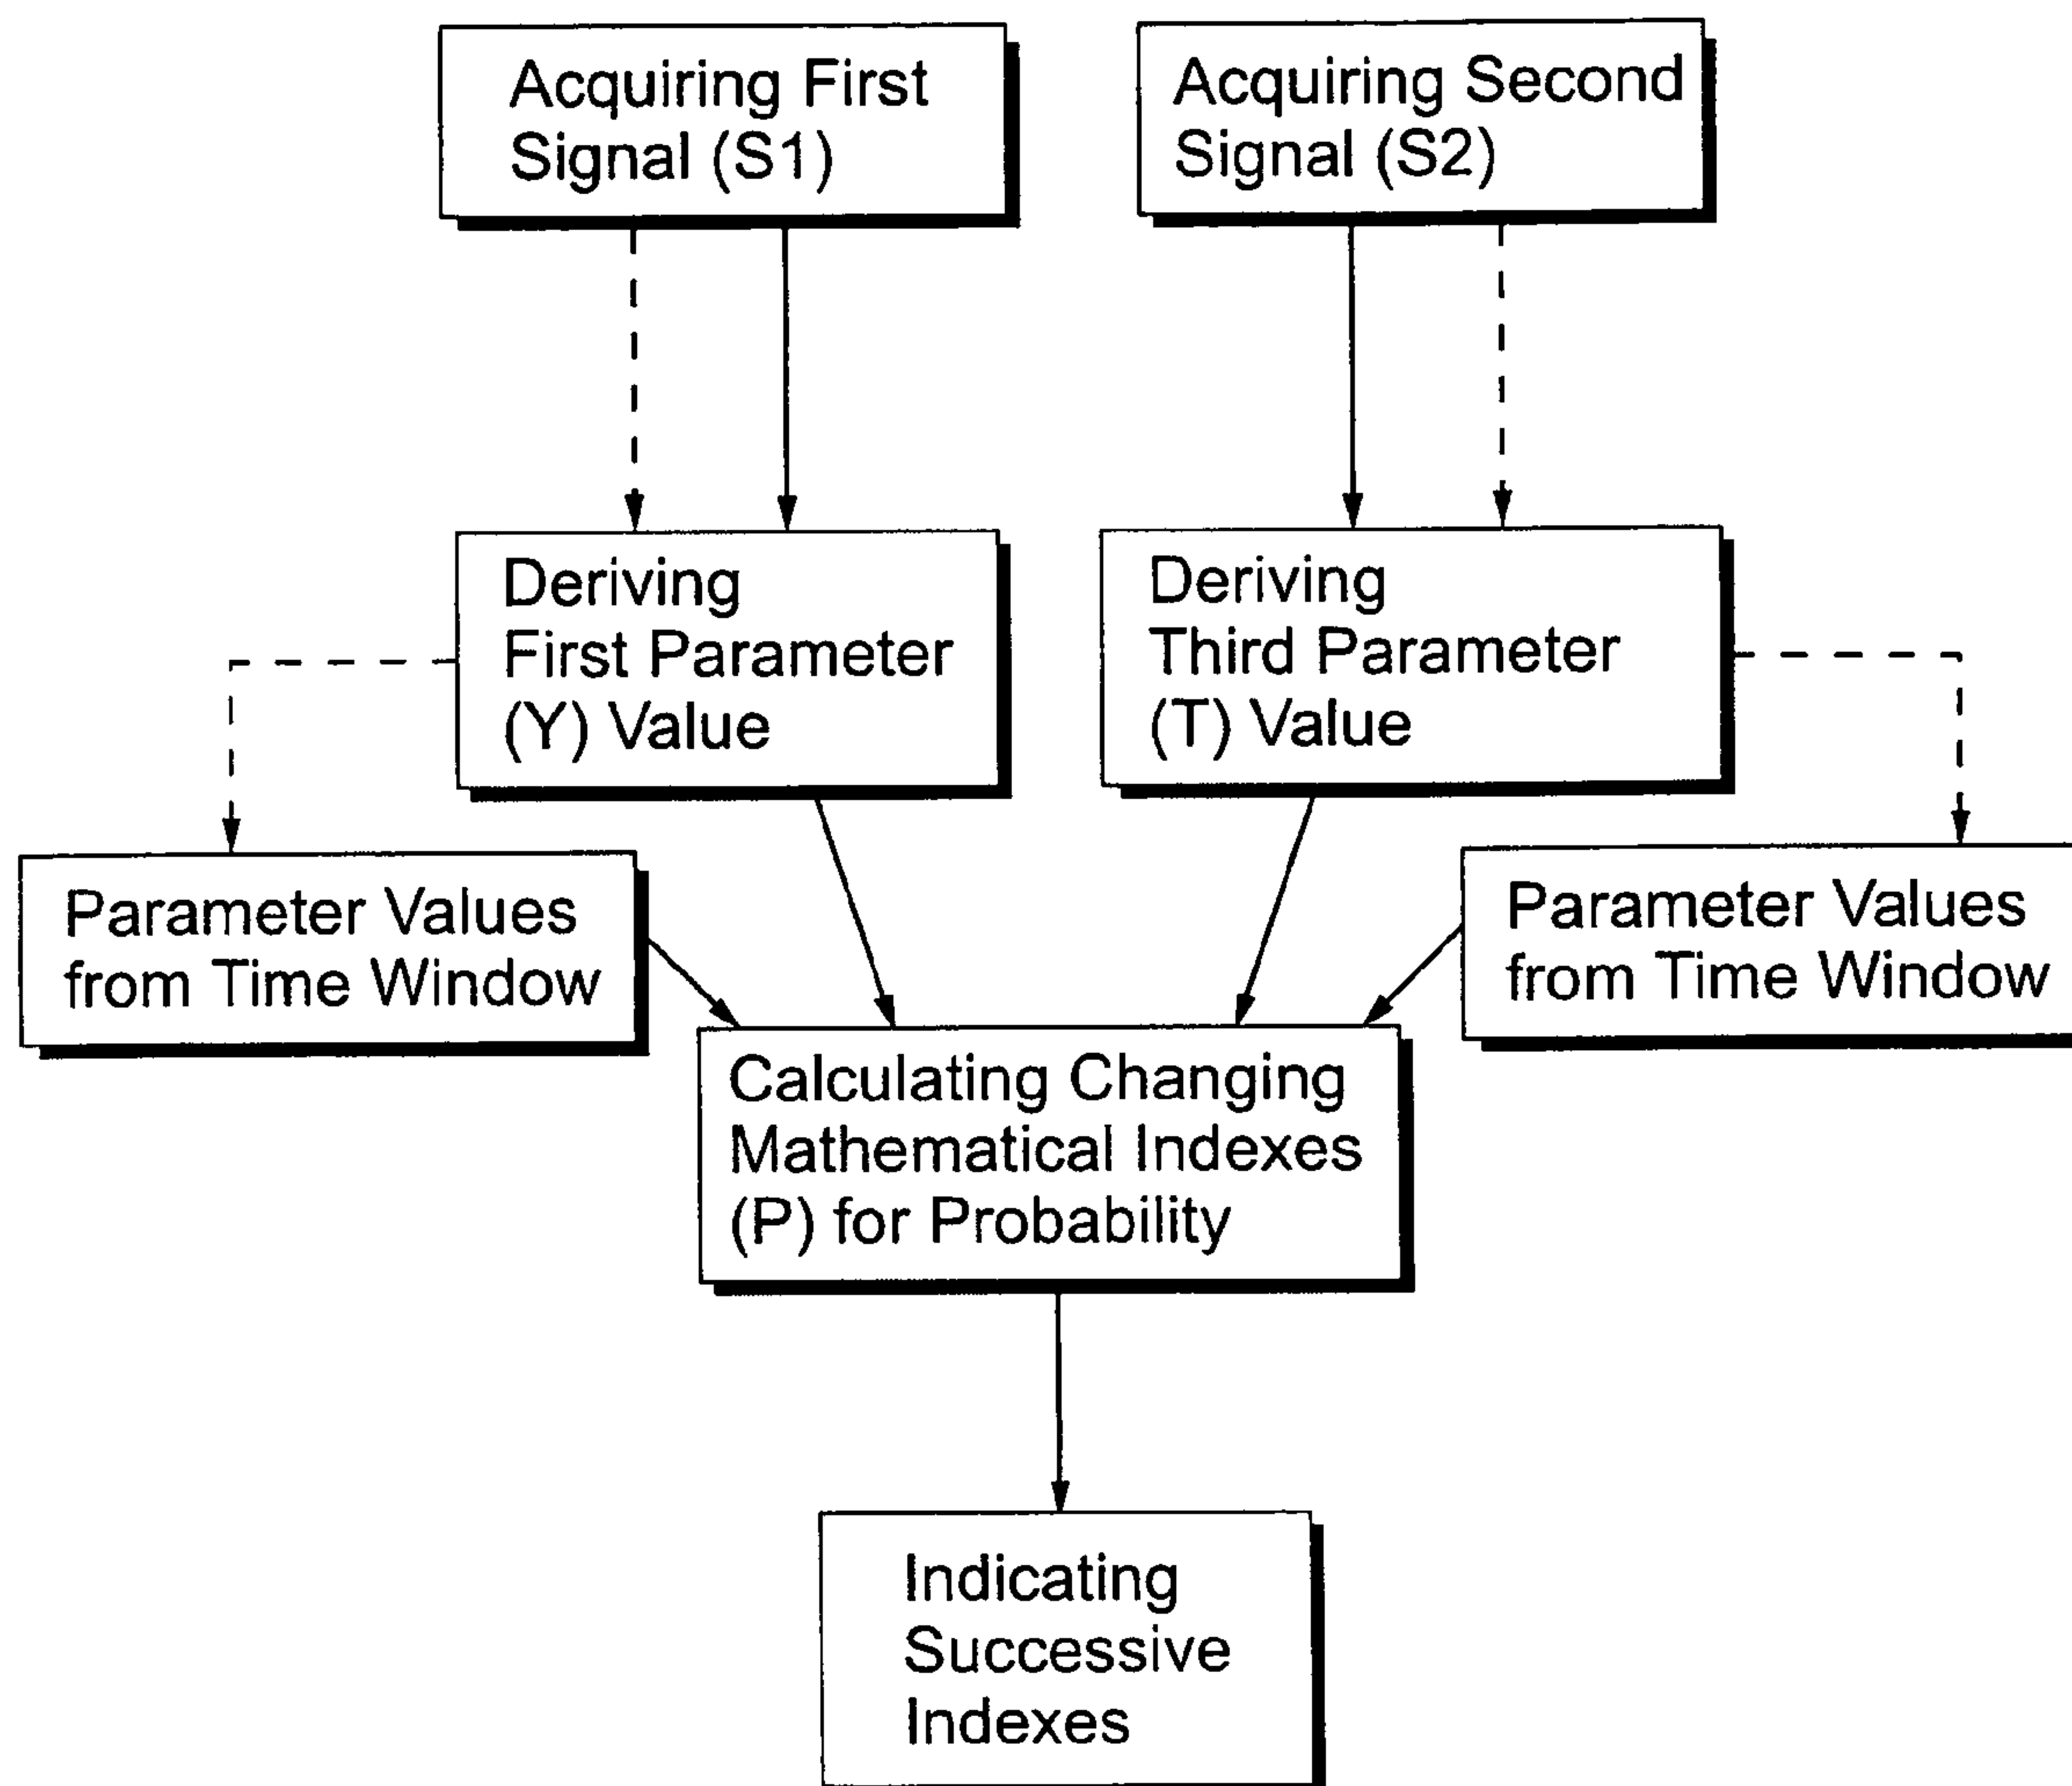 Acquiring First
Signal (S1)
Acquiring Second
Signal (S2)
Deriving
First Parameter
(Y) Value
Deriving
Third Parameter
(T) Value
Parameter Values
from Time Window
Parameter Values
from Time Window
Calculating Changing
Mathematical Indexes
(P) for Probability
Indicating
Successive
Indexes